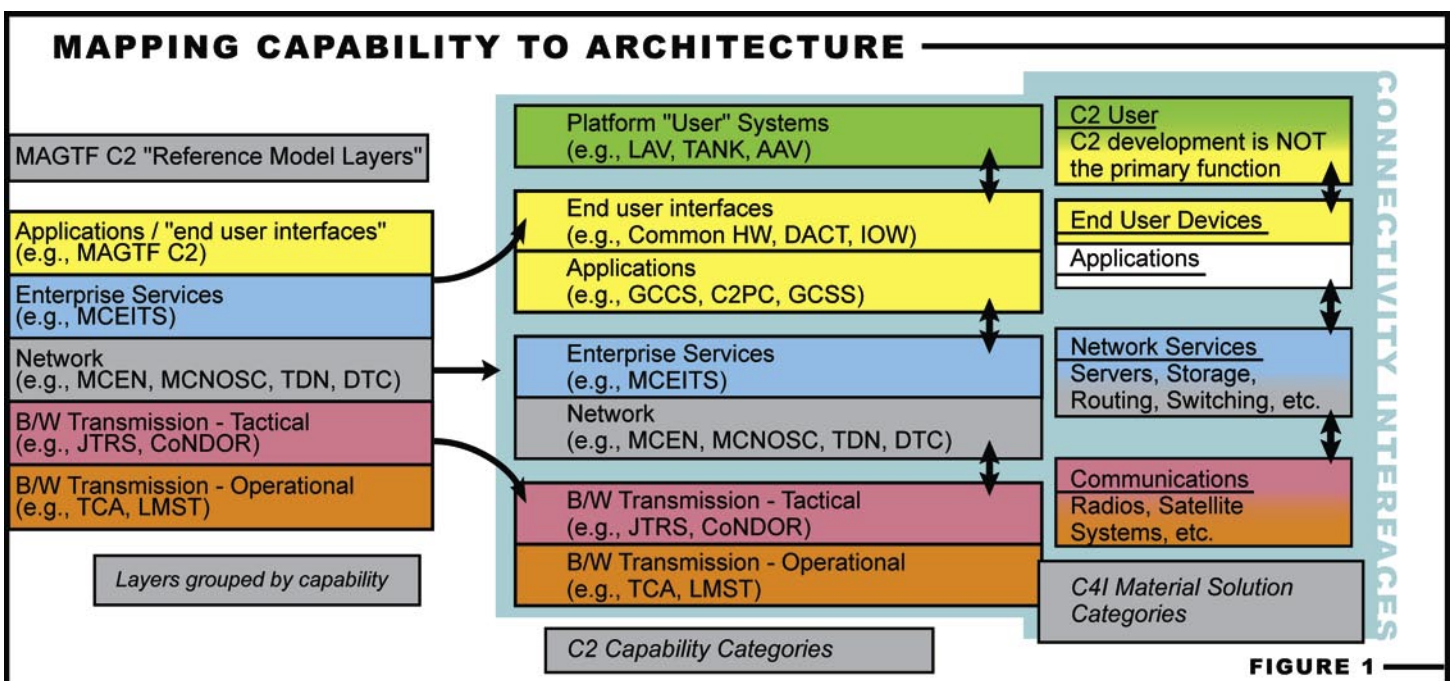 MAPPING CAPABILITY TO ARCHITECTURE
MAGTF C2 "Reference Model Layers"
Applications / "end user interfaces"
(e.g., MAGTF C2)
Enterprise Services
(e.g., MCEITS)
Network
(e.g., MCEN, MCNOSC, TDN, DTC)
B/W Transmission - Tactical
(e.g., JTRS, CoNDOR)
B/W Transmission - Operational
(e.g., TCA, LMST)
Layers grouped by capability
Platform "User" Systems
(e.g., LAV, TANK, AAV)
End user interfaces
(e.g., Common HW, DACT, IOW)
Applications
(e.g., GCCS, C2PC, GCSS)
Enterprise Services
(e.g., MCEITS)
Network
(e.g., MCEN, MCNOSC, TDN, DTC)
B/W Transmission - Tactical
(e.g., JTRS, CoNDOR)
B/W Transmission - Operational
(e.g., TCA, LMST)
C2 Capability Categories
C2 User
C2 development is NOT
the primary function
End User Devices
Applications
Network Services
Servers, Storage,
Routing, Switching, etc.
Communications
Radios, Satellite
Systems, etc.
C4I Material Solution
Categories
CONNECTIVITY INTEREACES
FIGURE 1